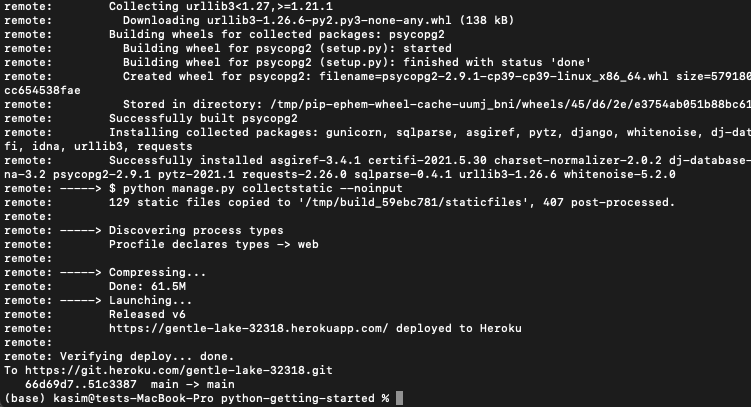 remote:        Collecting urllib3<1.27,>=1.21.1
remote:          Downloading urllib3-1.26.6-py2.py3-none-any.whl (138 kB)
remote:        Building wheels for collected packages: psycopg2
remote:          Building wheel for psycopg2 (setup.py): started
remote:          Building wheel for psycopg2 (setup.py): finished with status 'done'
remote:          Created wheel for psycopg2: filename=psycopg2-2.9.1-cp39-cp39-linux_x86_64.whl size=579180
cc654538fae
remote:          Stored in directory: /tmp/pip-ephem-wheel-cache-uumj_bni/wheels/45/d6/2e/e3754ab051b88bc61
remote:        Successfully built psycopg2
remote:        Installing collected packages: gunicorn, sqlparse, asgiref, pytz, django, whitenoise, dj-dat
fi, idna, urllib3, requests
remote:        Successfully installed asgiref-3.4.1 certifi-2021.5.30 charset-normalizer-2.0.2 dj-database-
na-3.2 psycopg2-2.9.1 pytz-2021.1 requests-2.26.0 sqlparse-0.4.1 urllib3-1.26.6 whitenoise-5.2.0
remote: -----> $ python manage.py collectstatic --noinput
remote:        129 static files copied to '/tmp/build_59ebc781/staticfiles', 407 post-processed.
remote:
remote: -----> Discovering process types
remote:        Procfile declares types -> web
remote:
remote: -----> Compressing...
remote:        Done: 61.5M
remote: -----> Launching...
remote:        Released v6
remote:        https://gentle-lake-32318.herokuapp.com/ deployed to Heroku
remote:
remote: Verifying deploy... done.
To https://git.heroku.com/gentle-lake-32318.git
   66d69d7..51c3387  main -> main
(base) kasim@tests-MacBook-Pro python-getting-started %